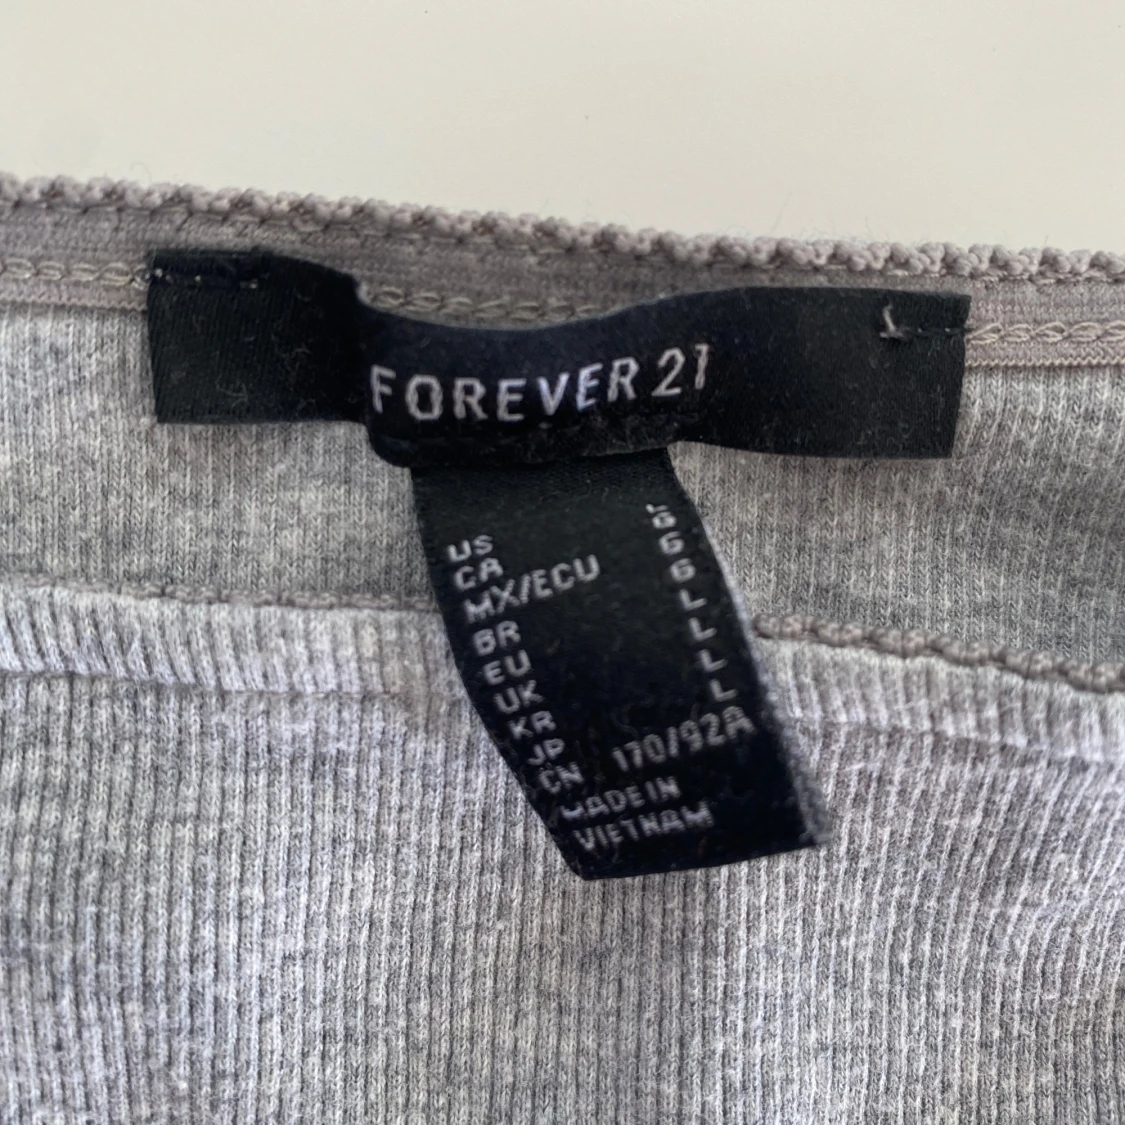 FOREVER 21
US L
CA G
MX/ECU G
BR G
EU L
UK L
KR L
JP L
CN 170/92A
MADE IN
VIETNAM